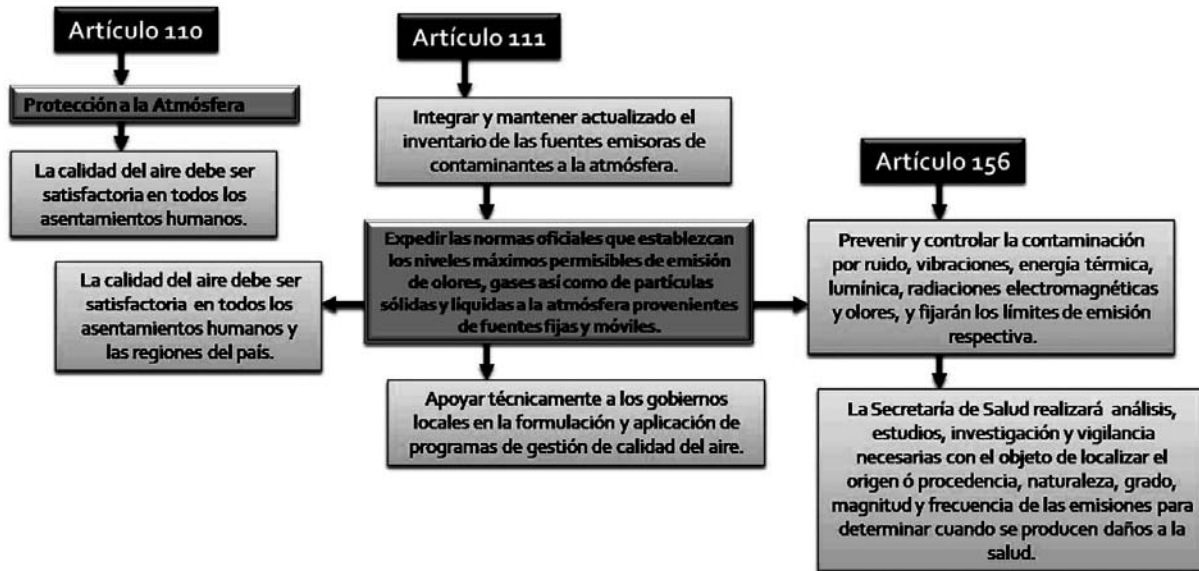 Artículo 110
Protección a la Atmósfera
La calidad del aire debe ser
satisfactoria en todos los
asentamientos humanos.
La calidad del aire debe ser
satisfactoria en todos los
asentamientos humanos y
las regiones del país.
Artículo 111
Integrar y mantener actualizado el
inventario de las fuentes emisoras de
contaminantes a la atmósfera.
Expedir las normas oficiales que establezcan
los niveles máximos permisibles de emisión
de olores, gases así como de partículas
sólidas y líquidas a la atmósfera provenientes
de fuentes fijas y móviles.
Apoyar técnicamente a los gobiernos
locales en la formulación y aplicación de
programas de gestión de calidad del aire.
Artículo 156
Prevenir y controlar la contaminación
por ruido, vibraciones, energía térmica,
lumínica, radiaciones electromagnéticas
y olores, y fijarán los límites de emisión
respectiva.
La Secretaría de Salud realizará análisis,
estudios, investigación y vigilancia
necesarias con el objeto de localizar el
origen ó procedencia, naturaleza, grado,
magnitud y frecuencia de las emisiones para
determinar cuando se producen daños a la
salud.